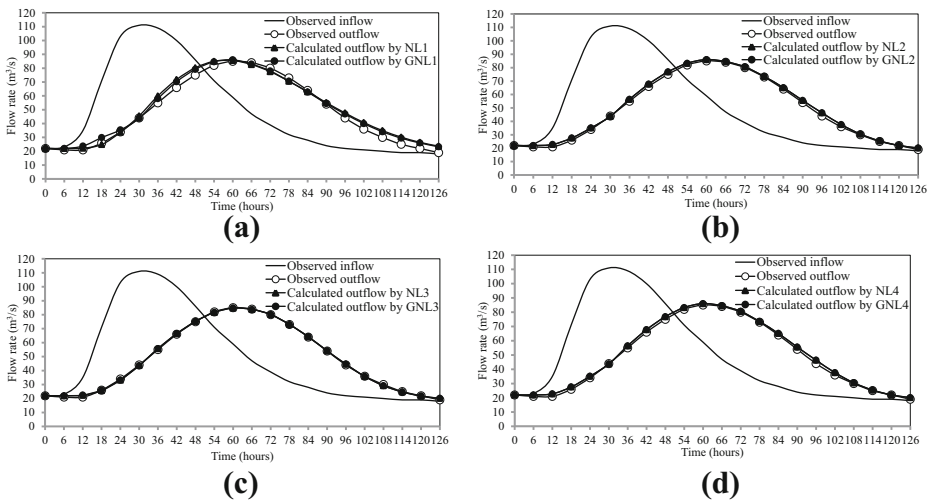 120
110
100
90
80
70
60
50
40
30
20
10
0
Flow rate (m³/s)
Observed inflow
Observed outflow
Calculated outflow by NL1
Calculated outflow by GNL1
0 6 12 18 24 30 36 42 48 54 60 66 72 78 84 90 96 102 108 114 120 126
Time (hours)
(a)
120
110
100
90
80
70
60
50
40
30
20
10
0
Flow rate (m³/s)
Observed inflow
Observed outflow
Calculated outflow by NL2
Calculated outflow by GNL2
0 6 12 18 24 30 36 42 48 54 60 66 72 78 84 90 96 102 108 114 120 126
Time (hours)
(b)
120
110
100
90
80
70
60
50
40
30
20
10
0
Flow rate (m³/s)
Observed inflow
Observed outflow
Calculated outflow by NL3
Calculated outflow by GNL3
0 6 12 18 24 30 36 42 48 54 60 66 72 78 84 90 96 102 108 114 120 126
Time (hours)
(c)
120
110
100
90
80
70
60
50
40
30
20
10
0
Flow rate (m³/s)
Observed inflow
Observed outflow
Calculated outflow by NL4
Calculated outflow by GNL4
0 6 12 18 24 30 36 42 48 54 60 66 72 78 84 90 96 102 108 114 120 126
Time (hours)
(d)